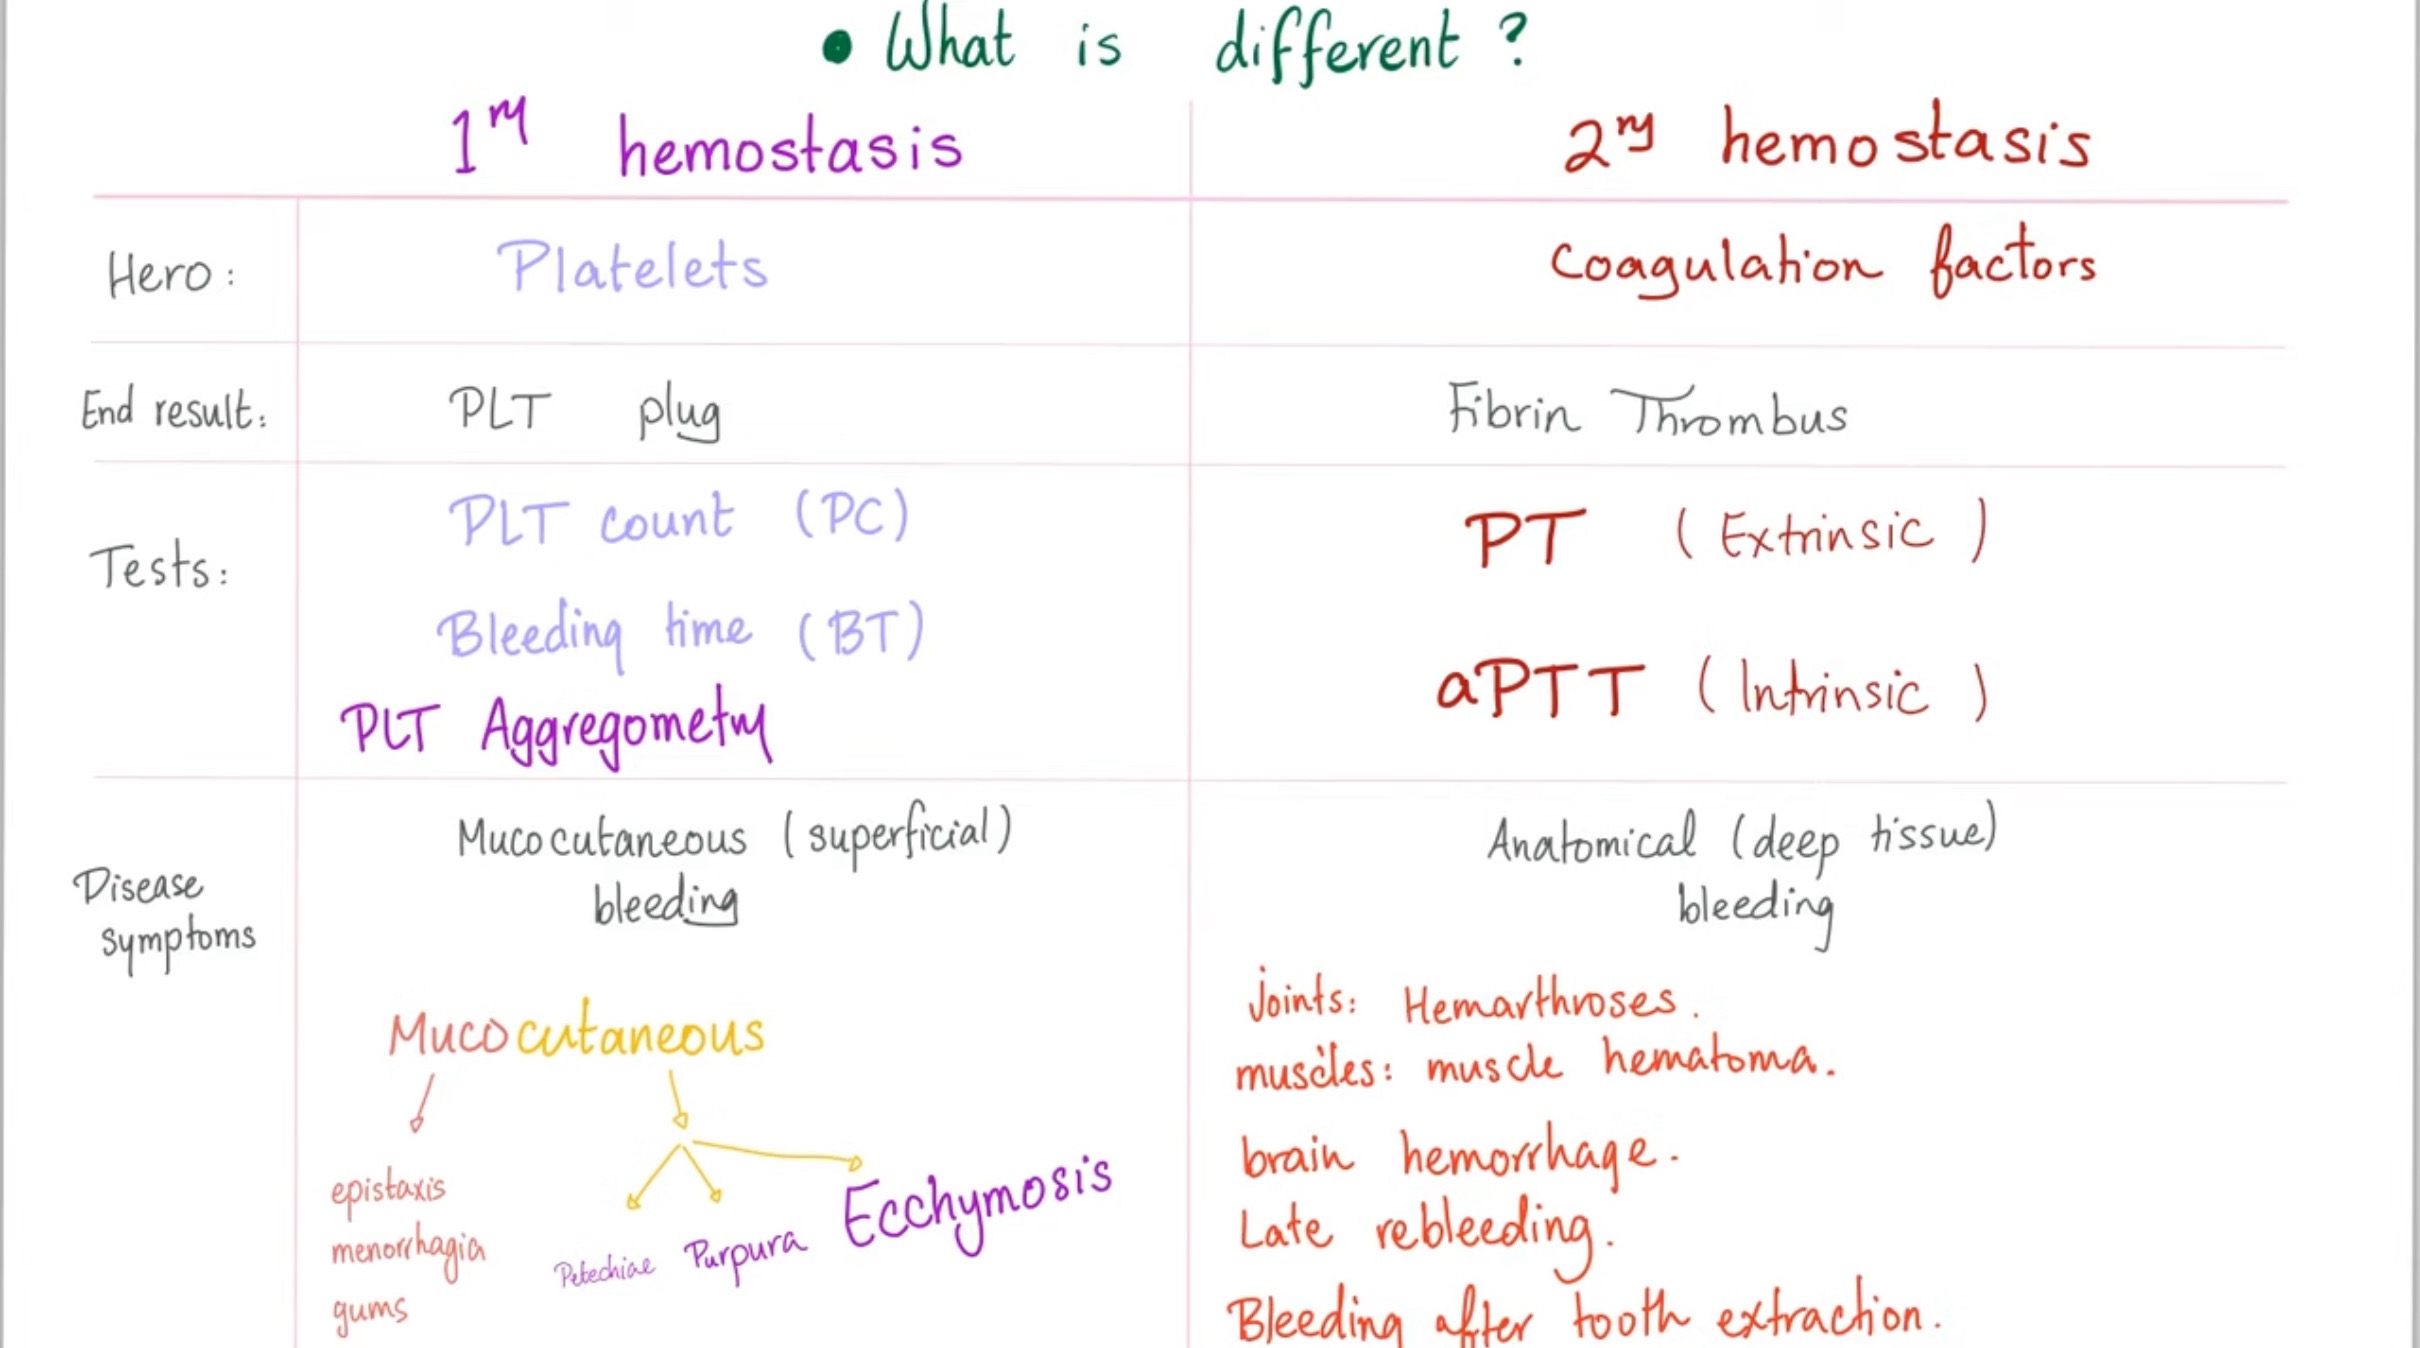 • What is different?
1ry hemostasis
2ry hemostasis
Hero:
Platelets
Coagulation factors
End result:
PLT plug
Fibrin Thrombus
Tests:
PLT count (PC)
Bleeding time (BT)
PLT Aggregometry
PT (Extrinsic)
aPTT (Intrinsic)
Disease
symptoms
Mucocutaneous (superficial)
bleeding
Mucocutaneous
epistaxis
menorrhagia
gums
Petechiae Purpura Ecchymosis
Anatomical (deep tissue)
bleeding
joints: Hemarthroses.
muscles: muscle hematoma.
brain hemorrhage.
Late rebleeding.
Bleeding after tooth extraction.